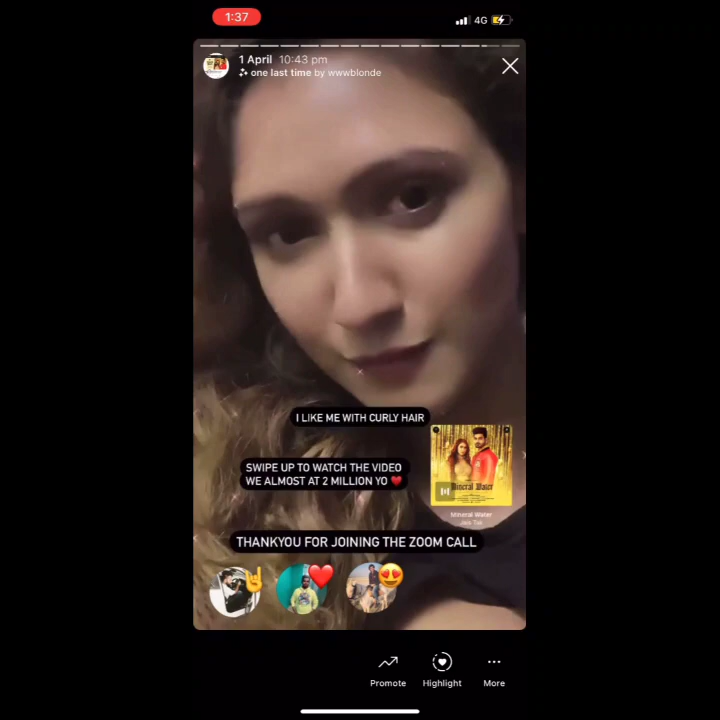 1:37
4G
1 April 10:43 pm
one last time by wwwblonde
I LIKE ME WITH CURLY HAIR
SWIPE UP TO WATCH THE VIDEO
WE ALMOST AT 2 MILLION YO ❤️
Mineral Water
Mineral Water
THANKYOU FOR JOINING THE ZOOM CALL
Promote
Highlight
More